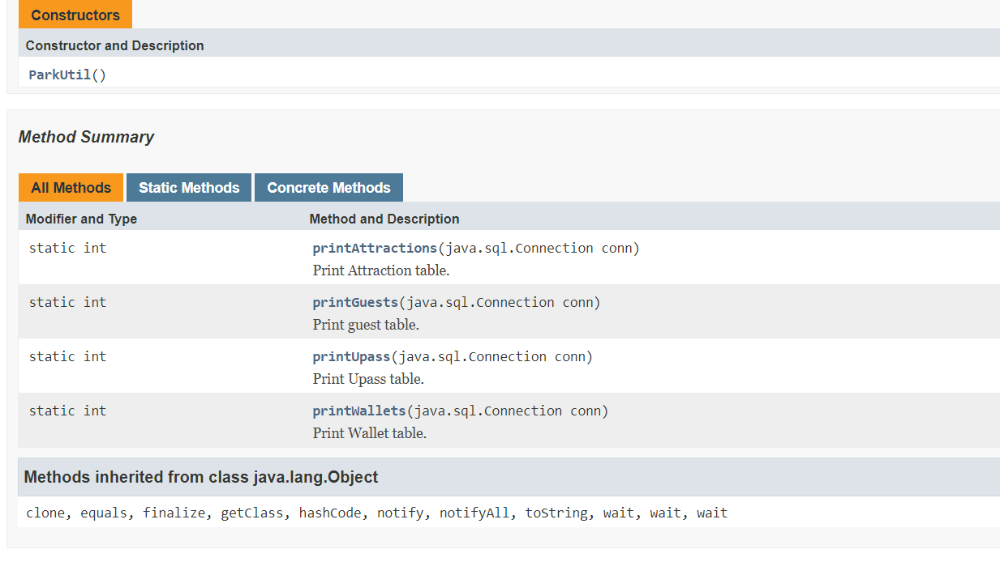 Constructors
Constructor and Description
ParkUtil()
Method Summary
All Methods Static Methods Concrete Methods
Modifier and Type Method and Description
static int printAttractions(java.sql.Connection conn)
Print Attraction table.
static int printGuests(java.sql.Connection conn)
Print guest table.
static int printUpass(java.sql.Connection conn)
Print Upass table.
static int printWallets(java.sql.Connection conn)
Print Wallet table.
Methods inherited from class java.lang.Object
clone, equals, finalize, getClass, hashCode, notify, notifyAll, toString, wait, wait, wait